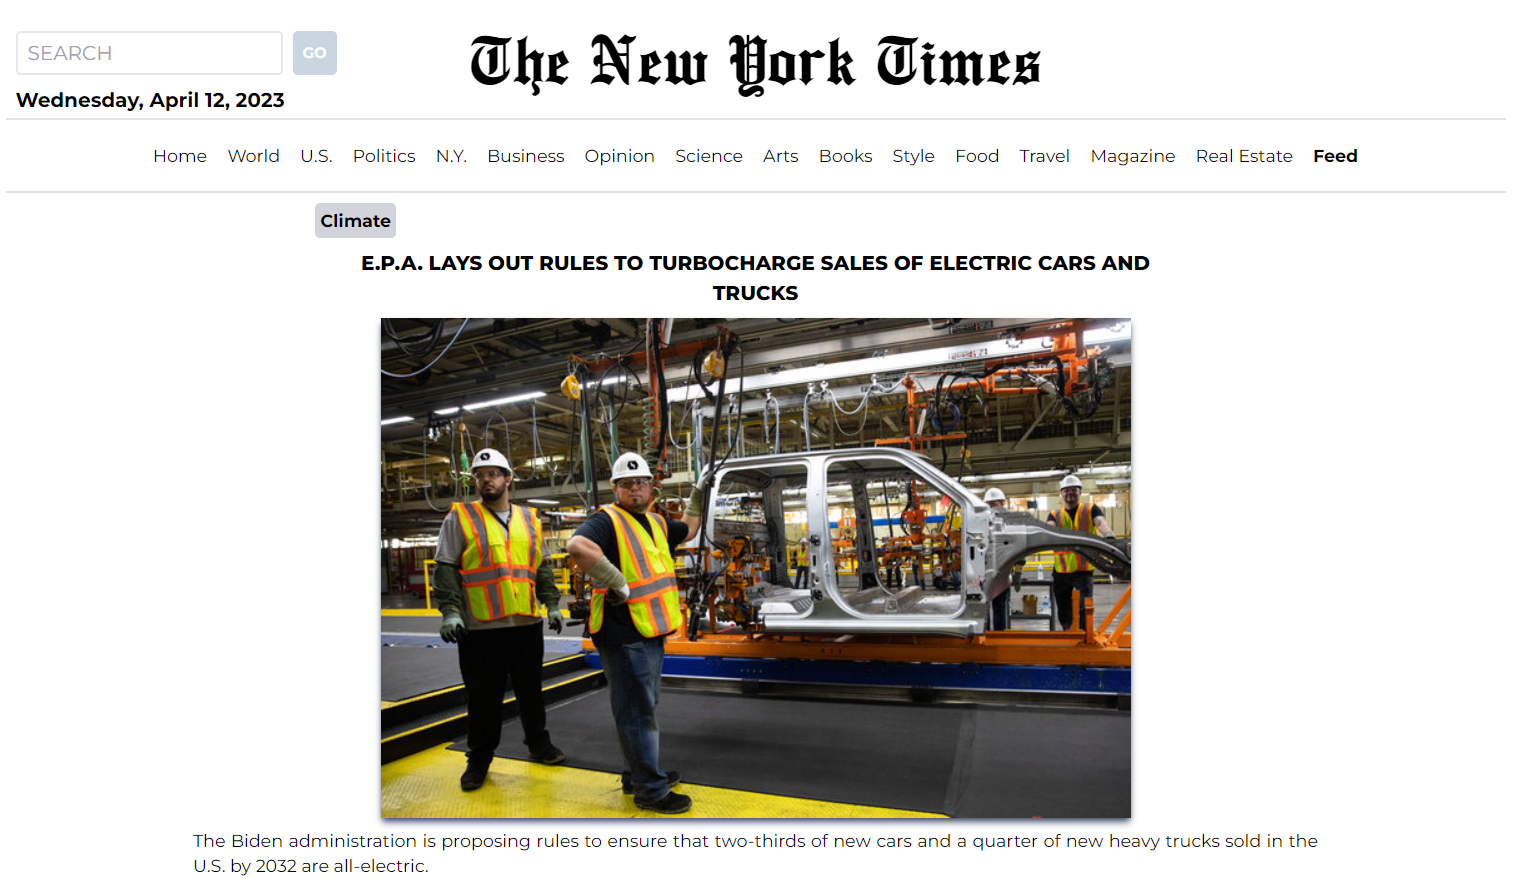 SEARCH
GO
The New York Times
Wednesday, April 12, 2023
Home World U.S. Politics N.Y. Business Opinion Science Arts Books Style Food Travel Magazine Real Estate Feed
Climate
E.P.A. LAYS OUT RULES TO TURBOCHARGE SALES OF ELECTRIC CARS AND
TRUCKS
The Biden administration is proposing rules to ensure that two-thirds of new cars and a quarter of new heavy trucks sold in the
U.S. by 2032 are all-electric.